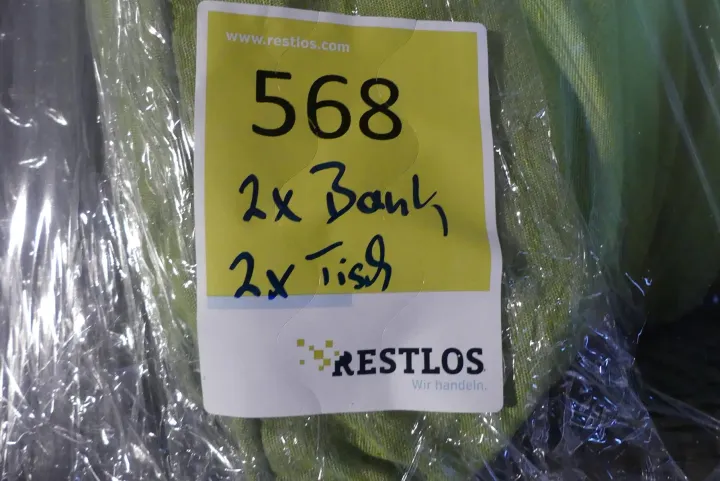 www.restlos.com
568
2x Bank
2x Tisch
RESTLOS
Wir handeln.